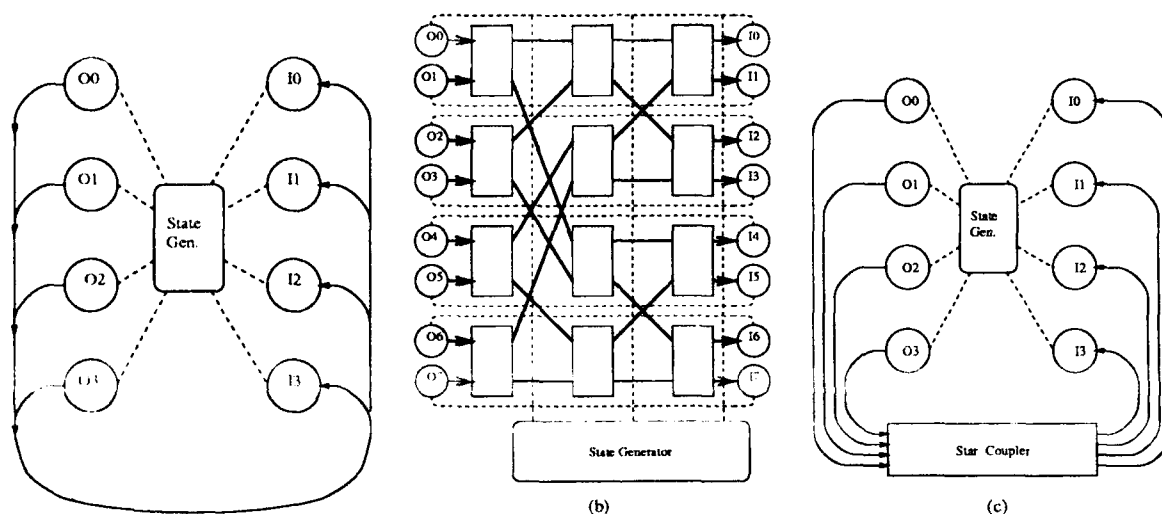 O0
I0
O1
I1
State
Gen.
O2
I2
O3
I3
O0
I0
O1
I1
O2
I2
O3
I3
O4
I4
O5
I5
O6
I6
State Generator
(b)
O0
I0
O1
I1
State
Gen.
O2
I2
O3
I3
Star Coupler
(c)